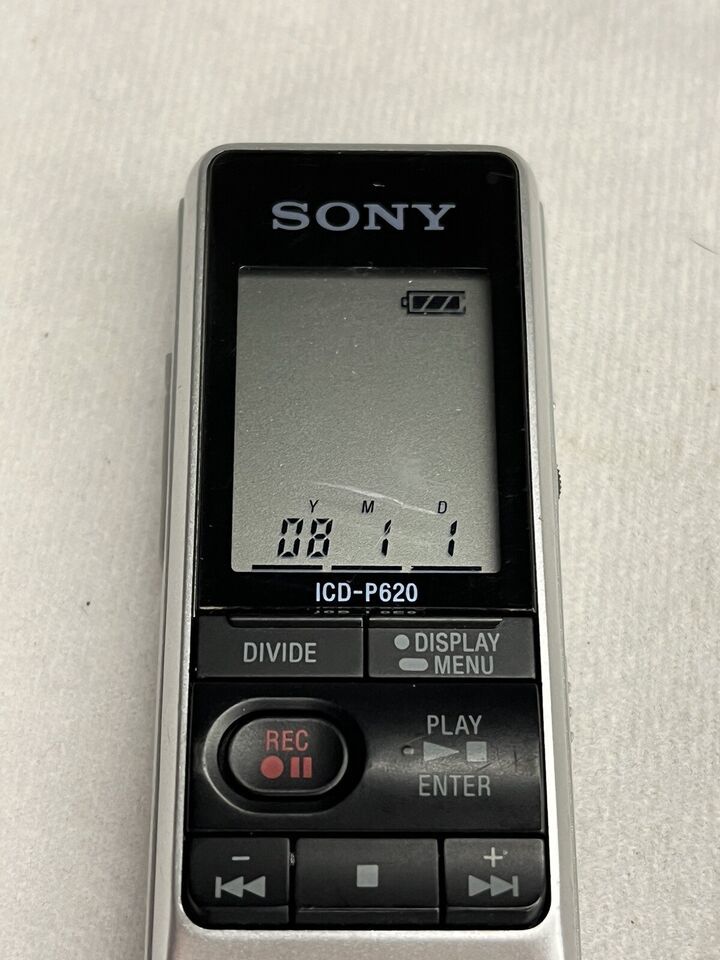 SONY
Y M D
08 1 1
ICD-P620
DIVIDE
DISPLAY
MENU
REC
PLAY
ENTER
- +